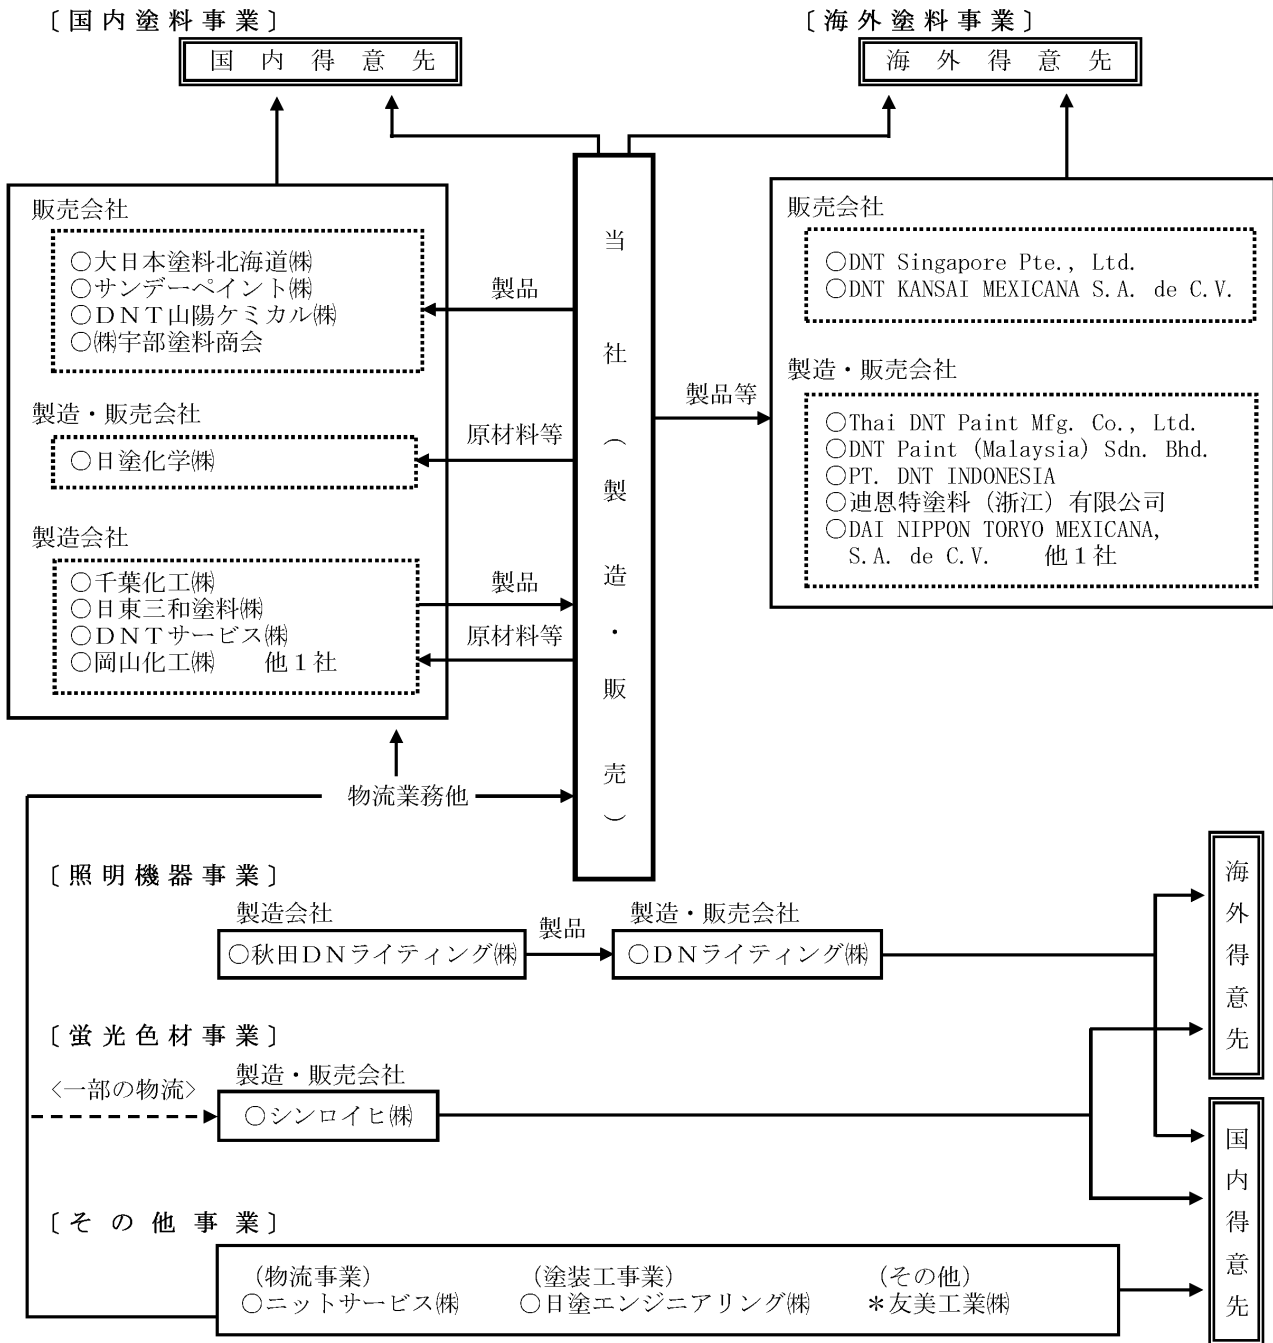 〔国内塗料事業〕
国内得意先
販売会社
○大日本塗料北海道㈱
○サンデーペイント㈱
○ＤＮＴ山陽ケミカル㈱
○㈱宇部塗料商会
製造・販売会社
○日塗化学㈱
製造会社
○千葉化工㈱
○日東三和塗料㈱
○ＤＮＴサービス㈱
○岡山化工㈱　　他１社
製品
原材料等
製品
原材料等
当社（製造・販売）
製品等
〔海外塗料事業〕
海外得意先
販売会社
○DNT Singapore Pte., Ltd.
○DNT KANSAI MEXICANA S.A. de C.V.
製造・販売会社
○Thai DNT Paint Mfg. Co., Ltd.
○DNT Paint (Malaysia) Sdn. Bhd.
○PT. DNT INDONESIA
○迪恩特塗料（浙江）有限公司
○DAI NIPPON TORYO MEXICANA,
S.A. de C.V.　　他１社
物流業務他
〔照明機器事業〕
製造会社
○秋田ＤＮライティング㈱
製品
製造・販売会社
○ＤＮライティング㈱
海外得意先
〔蛍光色材事業〕
<一部の物流>
製造・販売会社
○シンロイヒ㈱
国内得意先
〔その他事業〕
（物流事業）　（塗装工事業）　（その他）
○ニットサービス㈱　○日塗エンジニアリング㈱　＊友美工業㈱